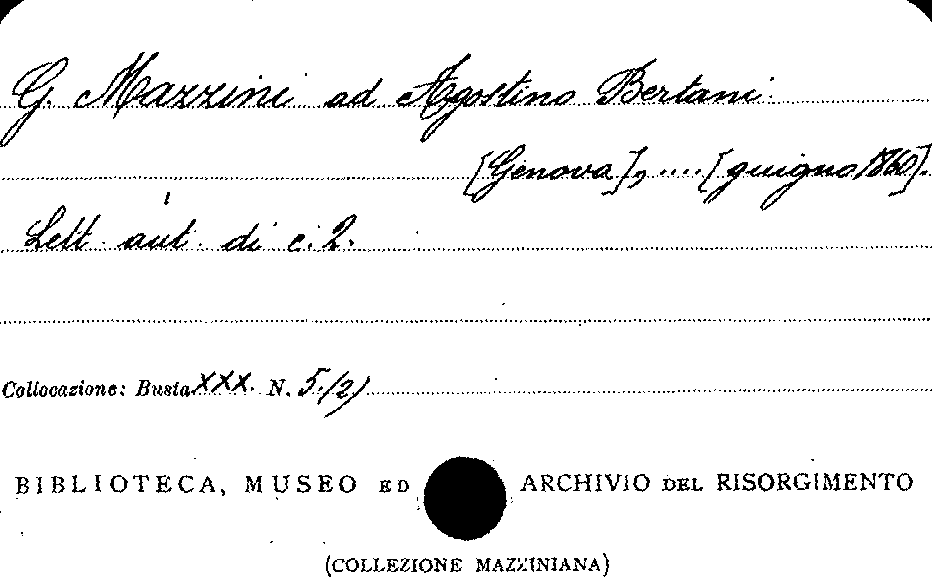 G. Mazzini ad Agostino Bertani.
[Genova], .... [giugno 1860].
Lett. aut. di c. 2.
Collocazione: Busta XXX. N. 5./2)
BIBLIOTECA, MUSEO ED ARCHIVIO DEL RISORGIMENTO
(COLLEZIONE MAZZINIANA)